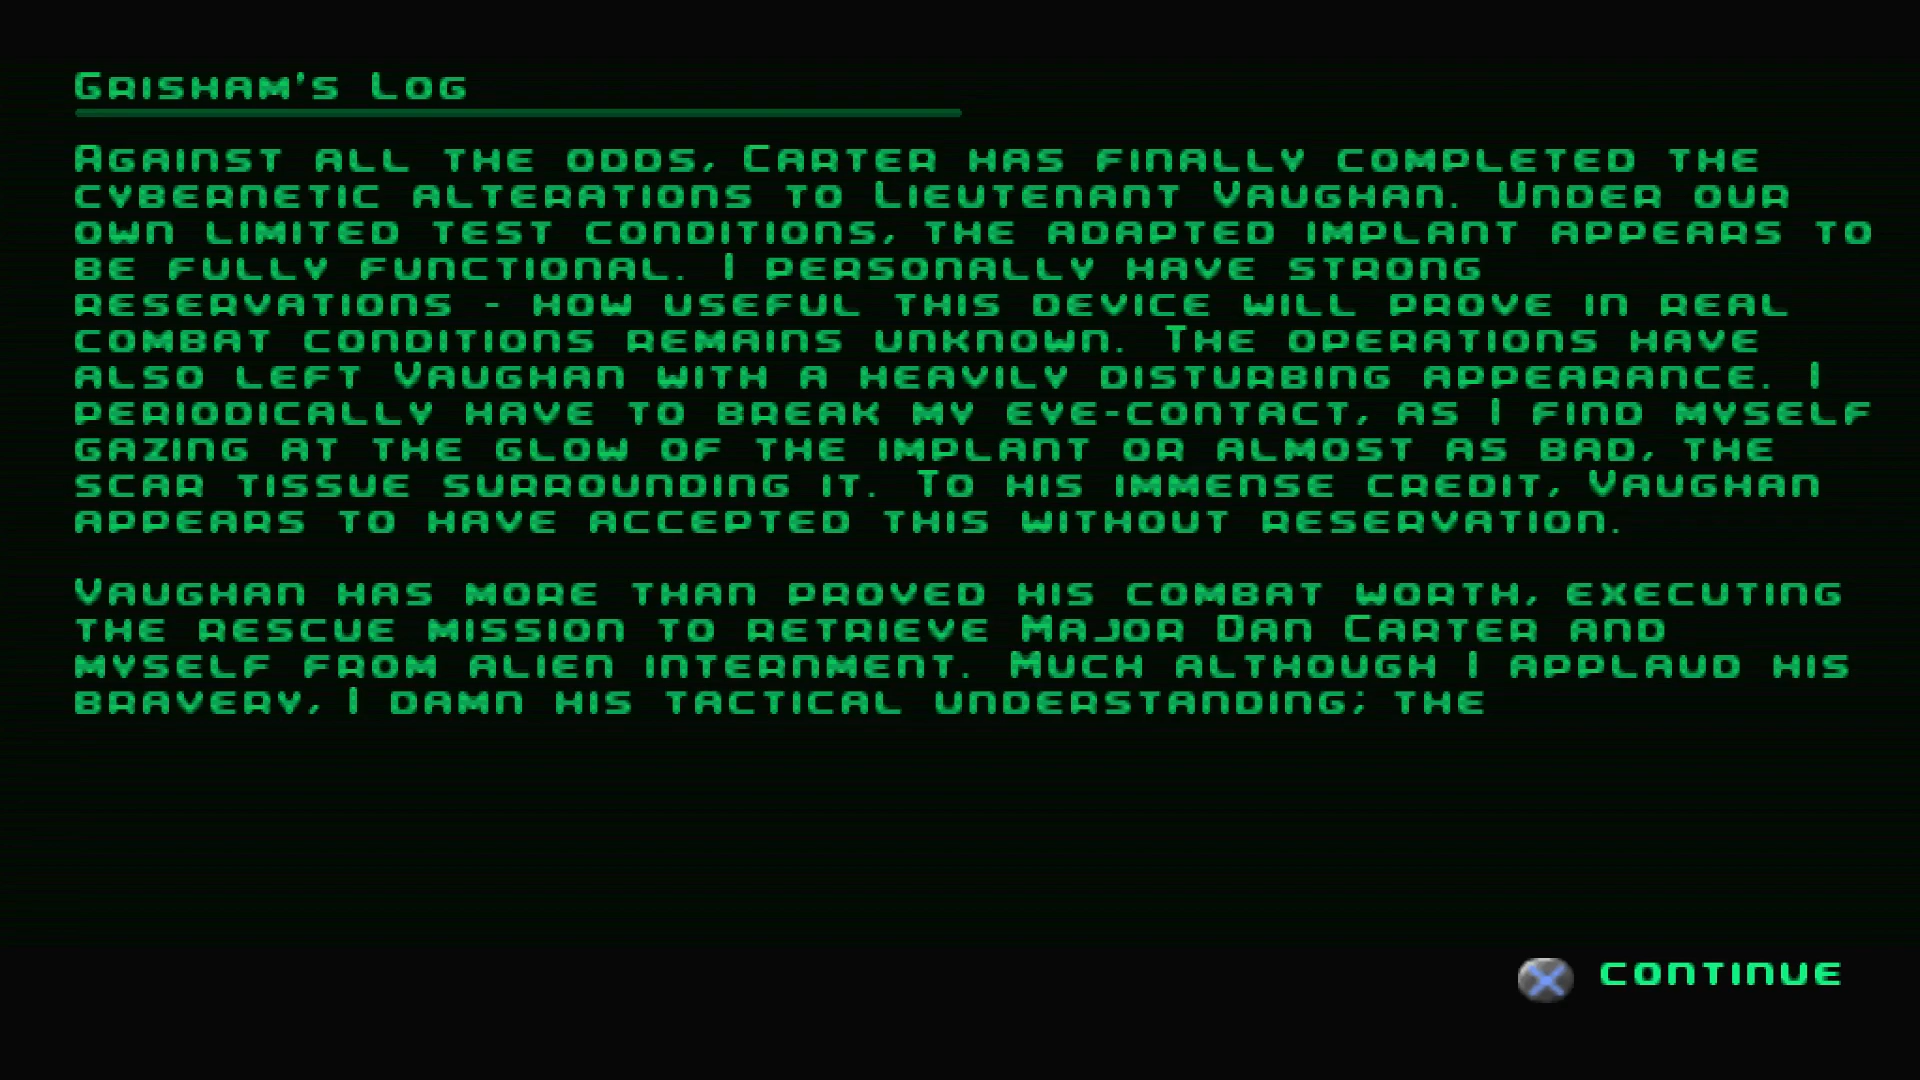 Grisham's Log
Against all the odds, Carter has finally completed the
cybernetic alterations to Lieutenant Vaughan. Under our
own limited test conditions, the adapted implant appears to
be fully functional. I personally have strong
reservations - how useful this device will prove in real
combat conditions remains unknown. The operations have
also left Vaughan with a heavily disturbing appearance. I
periodically have to break my eye-contact, as I find myself
gazing at the glow of the implant or almost as bad, the
scar tissue surrounding it. To his immense credit, Vaughan
appears to have accepted this without reservation.
Vaughan has more than proved his combat worth, executing
the rescue mission to retrieve Major Dan Carter and
myself from alien internment. Much although I applaud his
bravery, I damn his tactical understanding; the
continue